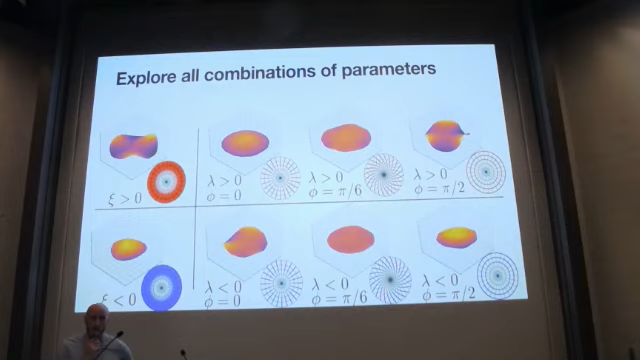 Explore all combinations of parameters
ξ > 0
λ > 0
ϕ = 0
λ > 0
ϕ = π/6
λ > 0
ϕ = π/2
ξ < 0
λ < 0
ϕ = 0
λ < 0
ϕ = π/6
λ < 0
ϕ = π/2